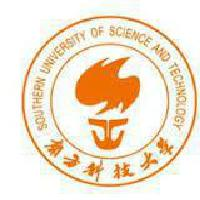 SOUTHERN UNIVERSITY OF SCIENCE AND TECHNOLOGY
南方科技大学